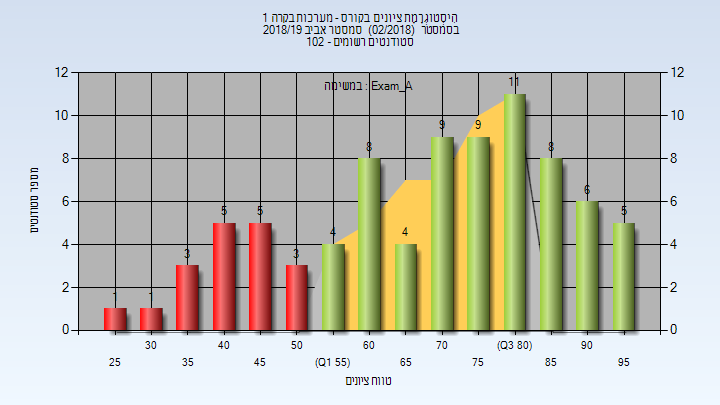 היסטוגרמת ציונים בקורס - מערכות בקרה 1
בסמסטר (02/2018) סמסטר אביב 2018/19
סטודנטים רשומים - 102
במשימה : Exam_A
מספר סטודנטים
12 10 8 6 4 2 0
12 10 8 6 4 2 0
1 1 3 5 5 3 4 8 4 9 9 11 8 6 5
30 40 50 60 70 (Q3 80) 90
25 35 45 (Q1 55) 65 75 85 95
טווח ציונים